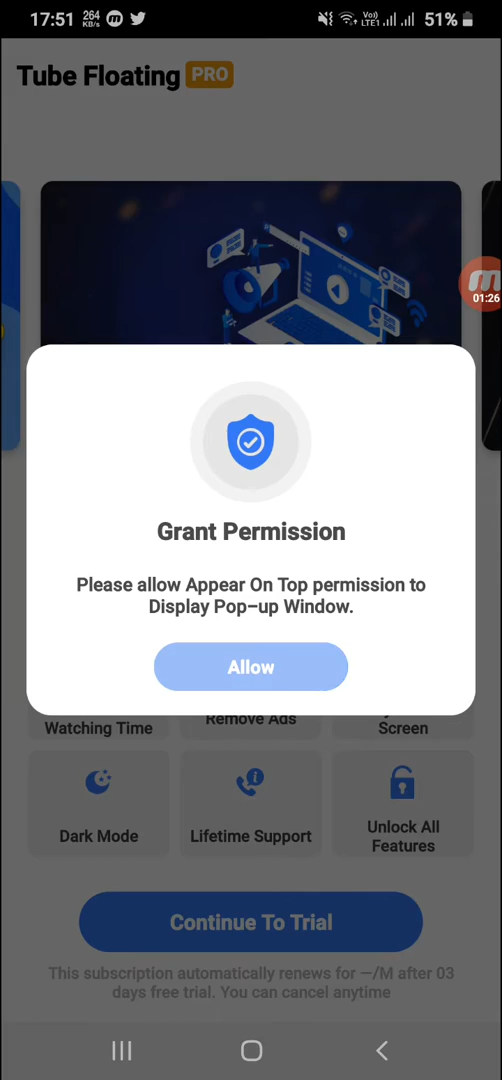 17:51 264 KB/s Vo) LTE1 51%
Tube Floating PRO
01:26
Grant Permission
Please allow Appear On Top permission to
Display Pop-up Window.
Allow
Watching Time
Remove Ads
Screen
Dark Mode
Lifetime Support
Unlock All
Features
Continue To Trial
This subscription automatically renews for —/M after 03
days free trial. You can cancel anytime